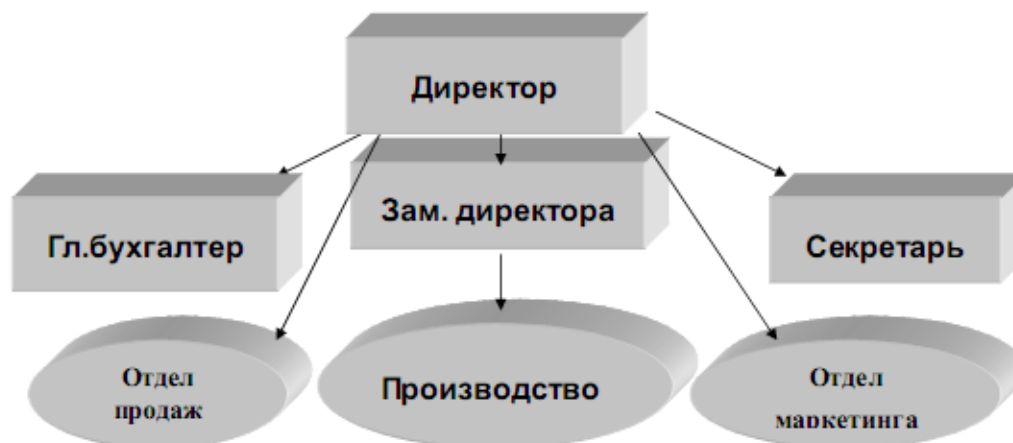 Директор
Гл.бухгалтер
Зам. директора
Секретарь
Отдел
продаж
Производство
Отдел
маркетинга